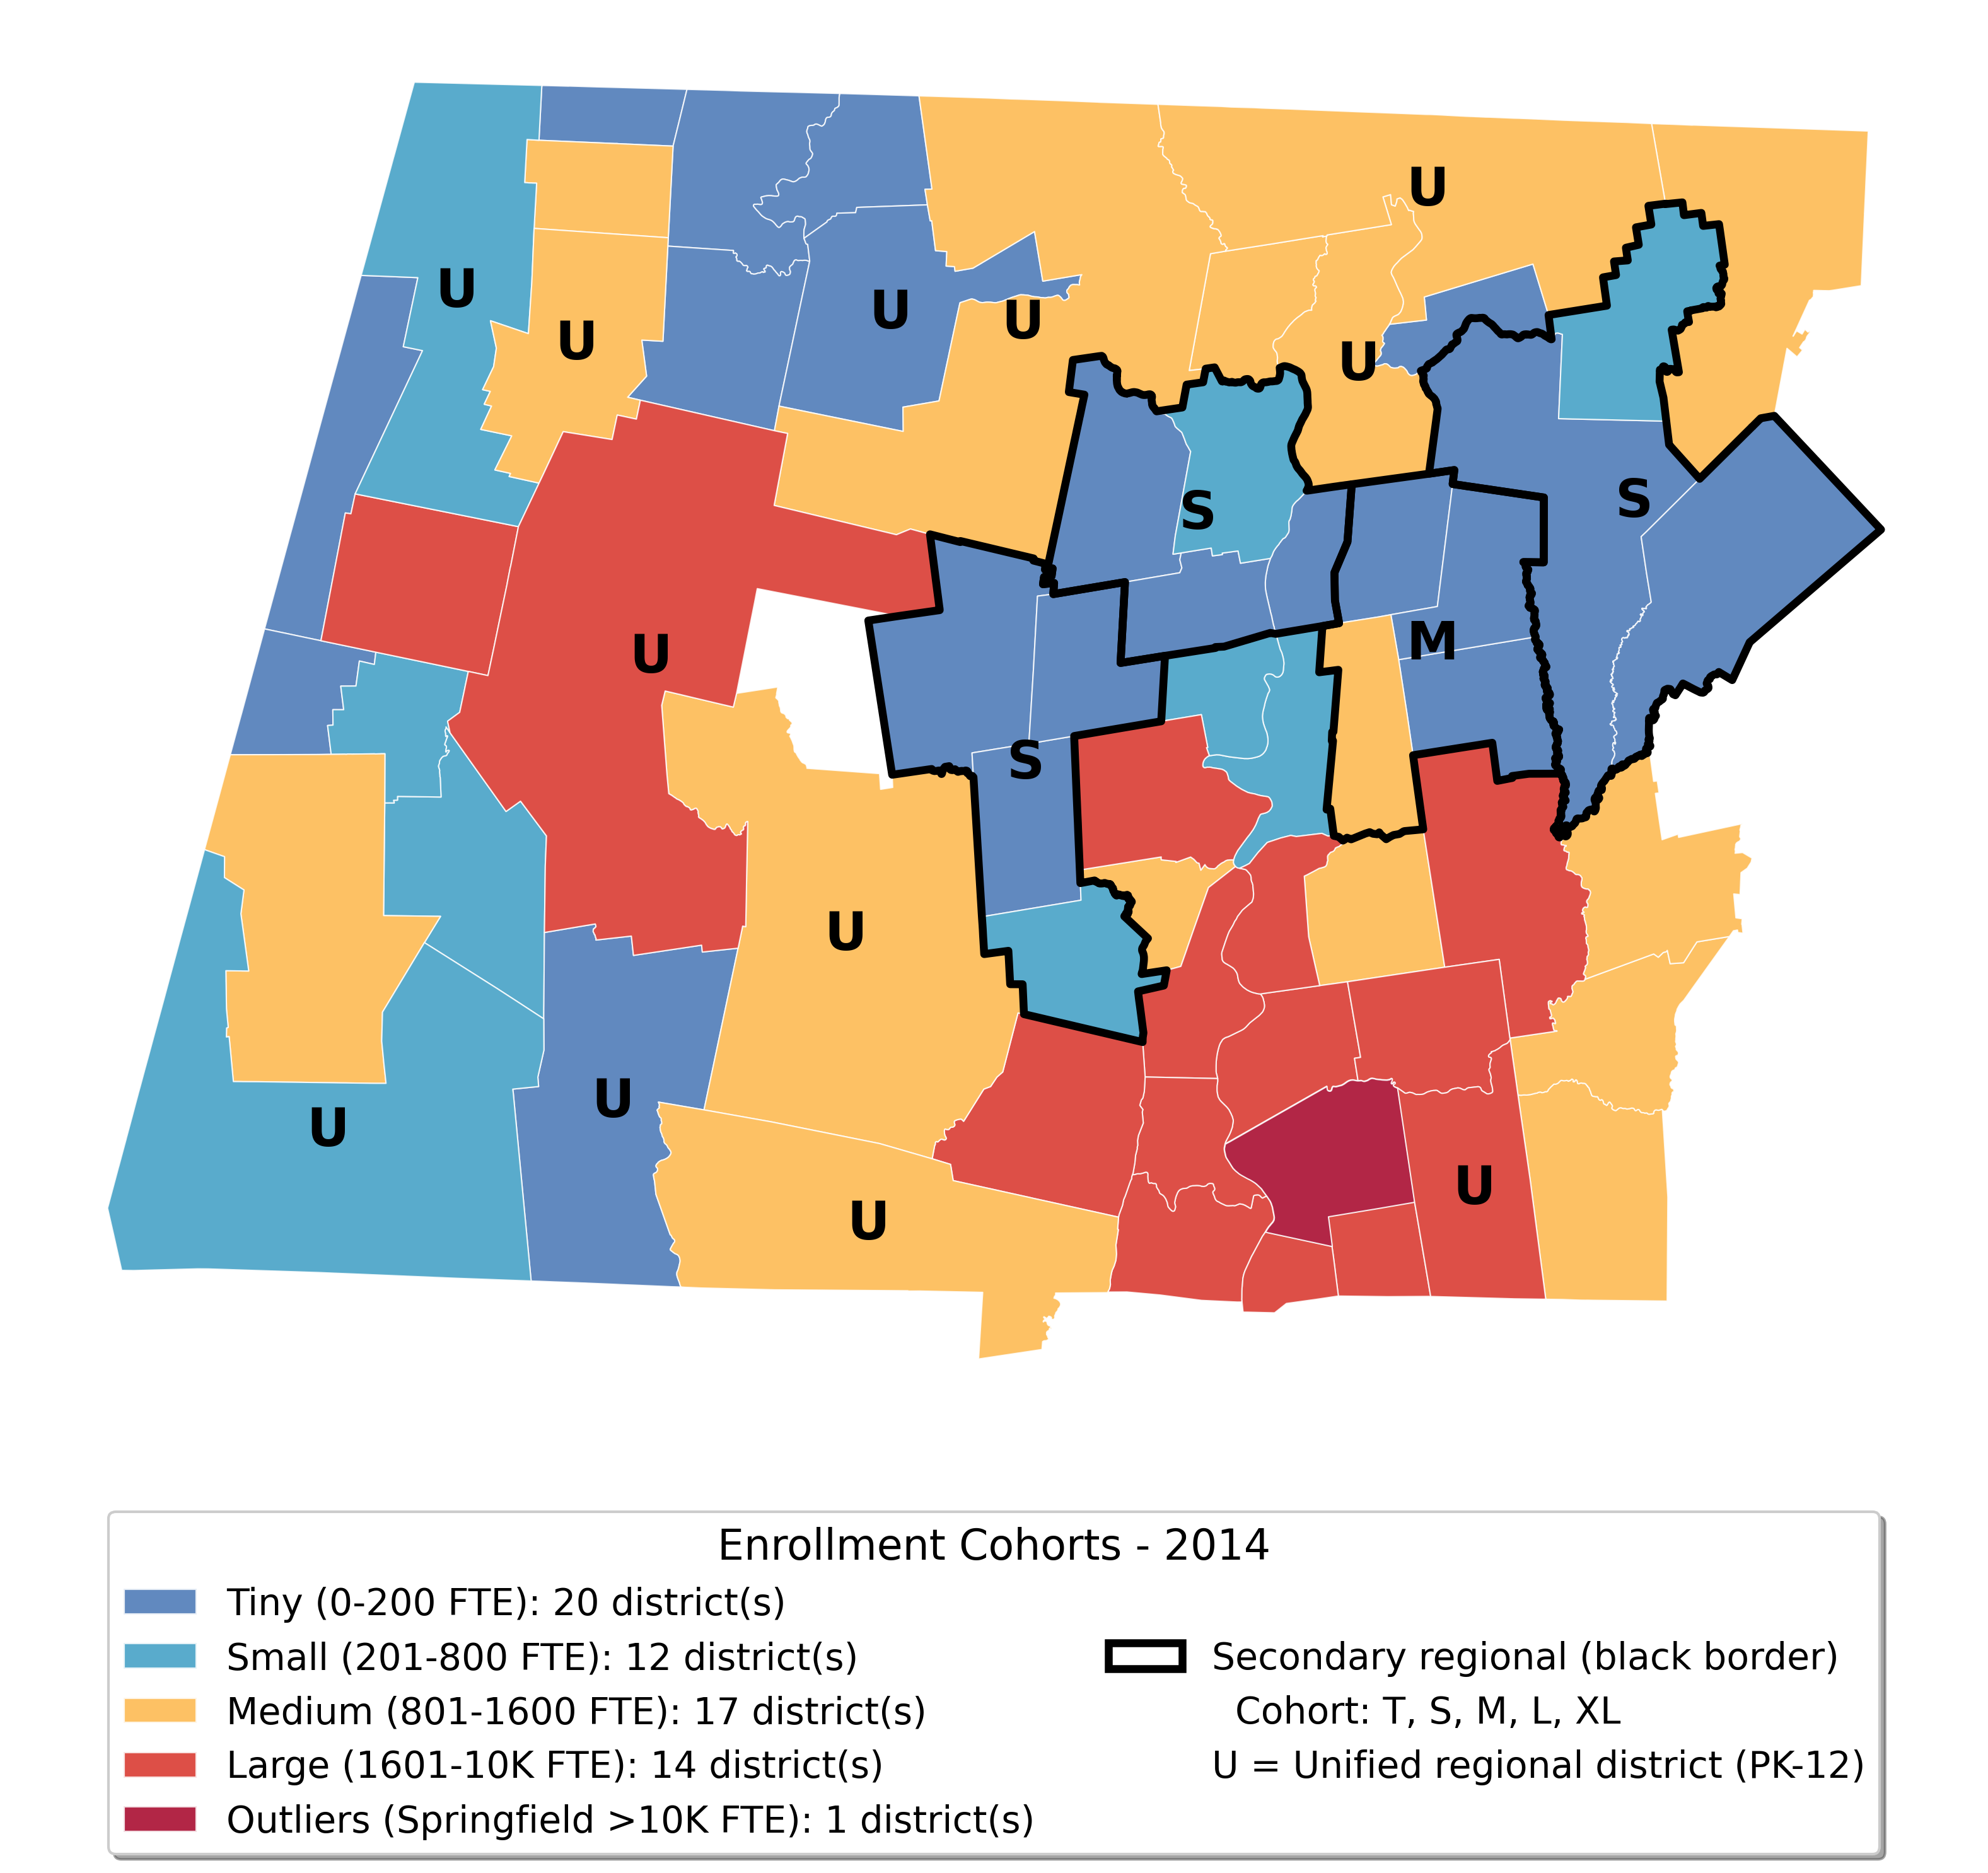 U
U
U
U
U
U
S
S
U
M
S
U
U
U
U
U
Enrollment Cohorts - 2014
Tiny (0-200 FTE): 20 district(s)
Small (201-800 FTE): 12 district(s)
Medium (801-1600 FTE): 17 district(s)
Large (1601-10K FTE): 14 district(s)
Outliers (Springfield >10K FTE): 1 district(s)
Secondary regional (black border)
Cohort: T, S, M, L, XL
U = Unified regional district (PK-12)